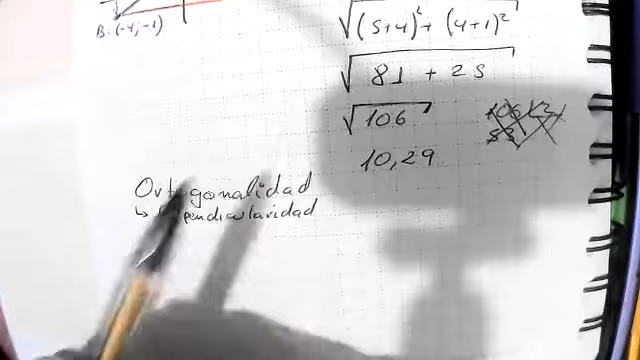 B: (-4, -1)
√(5+4)² + (4+1)²
√81 + 25
√106
10,29
Ortogonalidad